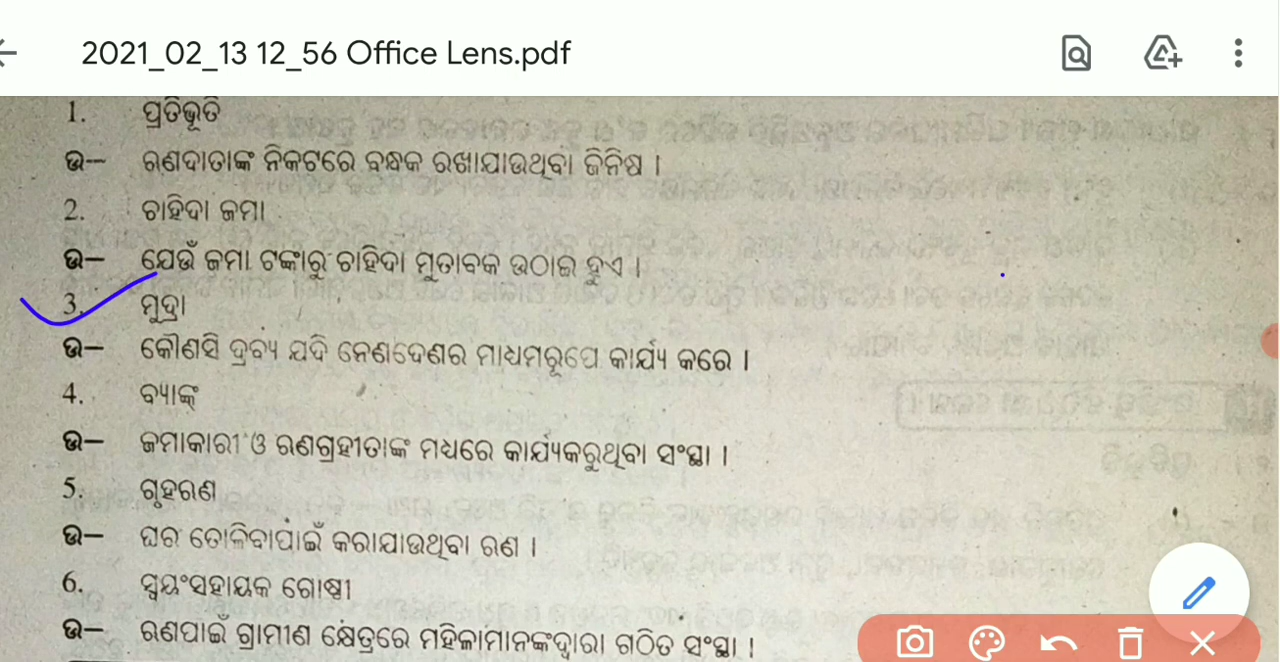 2021_02_13 12_56 Office Lens.pdf
1. ପ୍ରତିଭୂତି
ଉ— ଋଣଦାତାଙ୍କ ନିକଟରେ ବନ୍ଧକ ରଖାଯାଉଥିବା ଜିନିଷ ।
2. ଚାହିଦା ଜମା
ଉ— ଯେଉଁ ଜମା ଟଙ୍କାରୁ ଚାହିଦା ମୁତାବକ ଉଠାଇ ହୁଏ ।
3. ମୁଦ୍ରା
ଉ— କୌଣସି ଦ୍ରବ୍ୟ ଯଦି ନେଣଦେଣର ମାଧ୍ୟମରୂପେ କାର୍ଯ୍ୟ କରେ ।
4. ବ୍ୟାଙ୍କ୍
ଉ— ଜମାକାରୀ ଓ ଋଣଗ୍ରହୀତାଙ୍କ ମଧ୍ୟରେ କାର୍ଯ୍ୟକରୁଥିବା ସଂସ୍ଥା ।
5. ଗୃହଋଣ
ଉ— ଘର ତୋଳିବାପାଇଁ କରାଯାଉଥିବା ଋଣ ।
6. ସ୍ୱୟଂସହାୟକ ଗୋଷ୍ଠୀ
ଉ— ଋଣପାଇଁ ଗ୍ରାମୀଣ କ୍ଷେତ୍ରରେ ମହିଳାମାନଙ୍କଦ୍ୱାରା ଗଠିତ ସଂସ୍ଥା ।